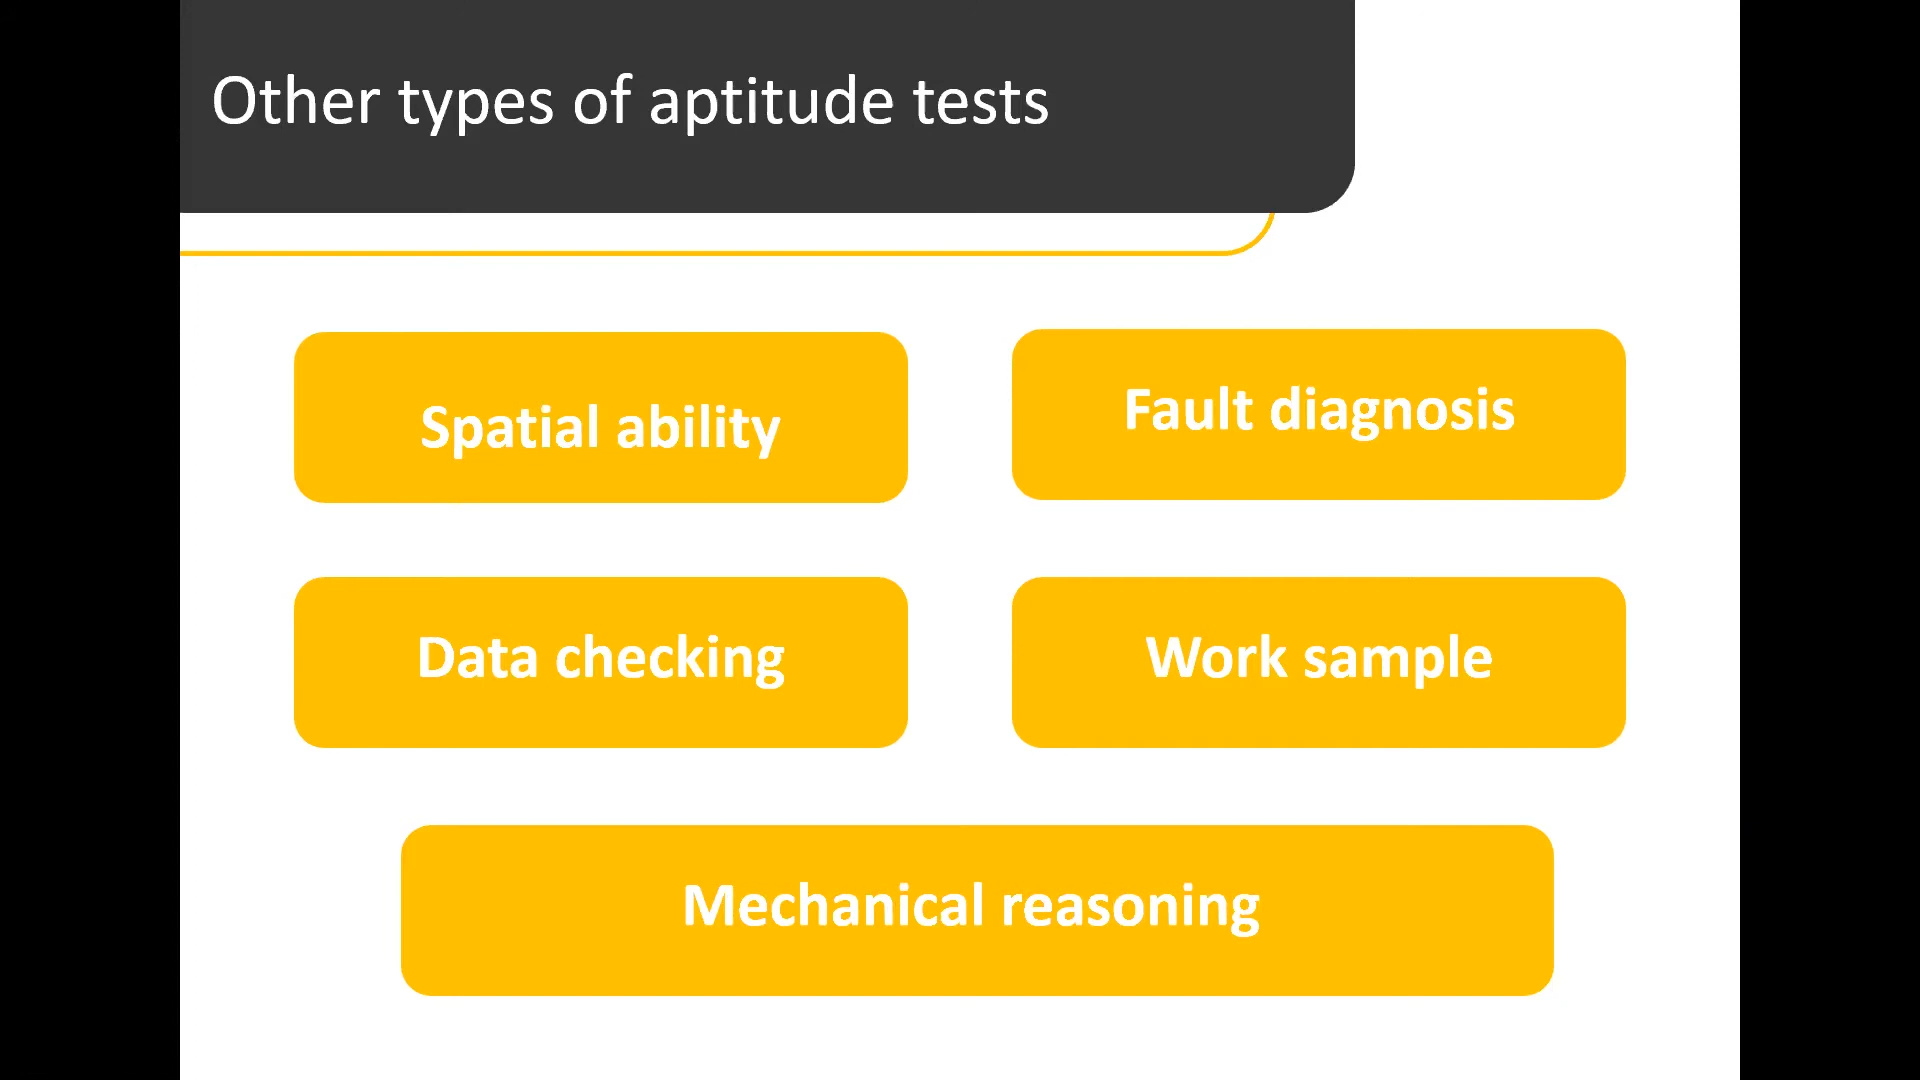 Other types of aptitude tests
Spatial ability
Fault diagnosis
Data checking
Work sample
Mechanical reasoning